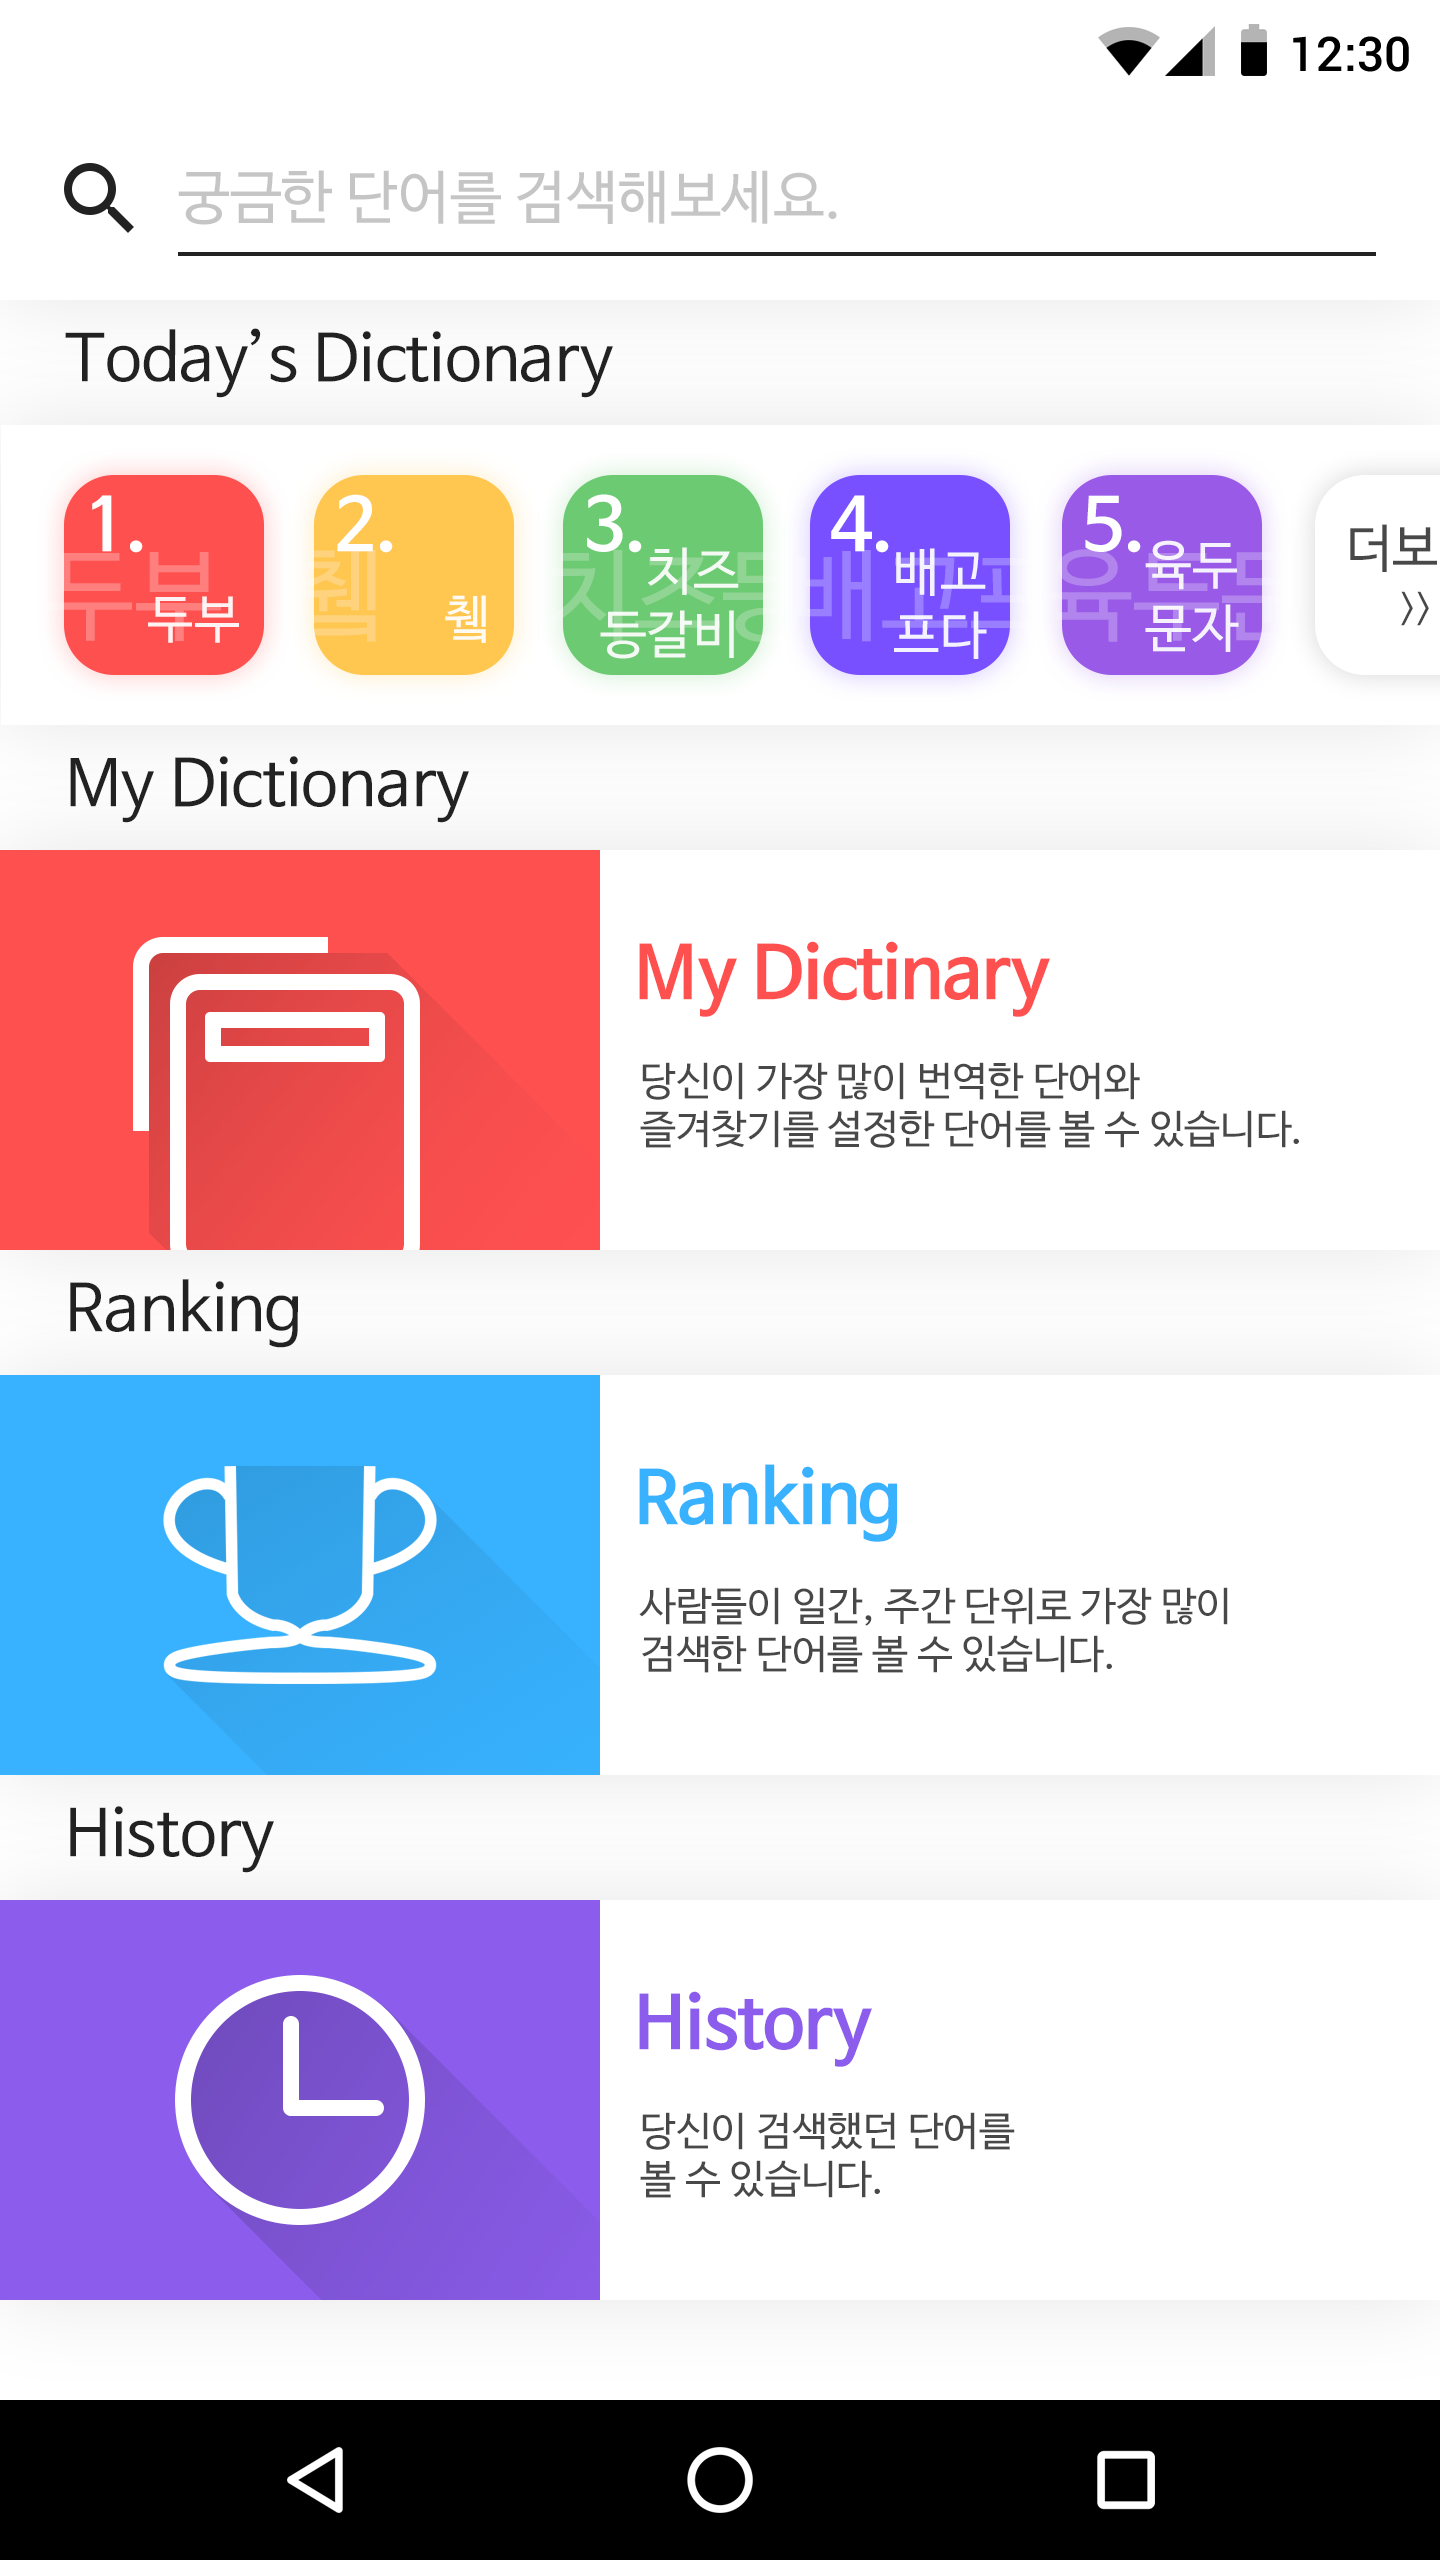 12:30
궁금한 단어를 검색해보세요.
Today’s Dictionary
1.
두부
2.
췔
3.
치즈
등갈비
4.
배고
프다
5.
육두
문자
더보
My Dictionary
My Dictinary
당신이 가장 많이 번역한 단어와
즐겨찾기를 설정한 단어를 볼 수 있습니다.
Ranking
Ranking
사람들이 일간, 주간 단위로 가장 많이
검색한 단어를 볼 수 있습니다.
History
History
당신이 검색했던 단어를
볼 수 있습니다.